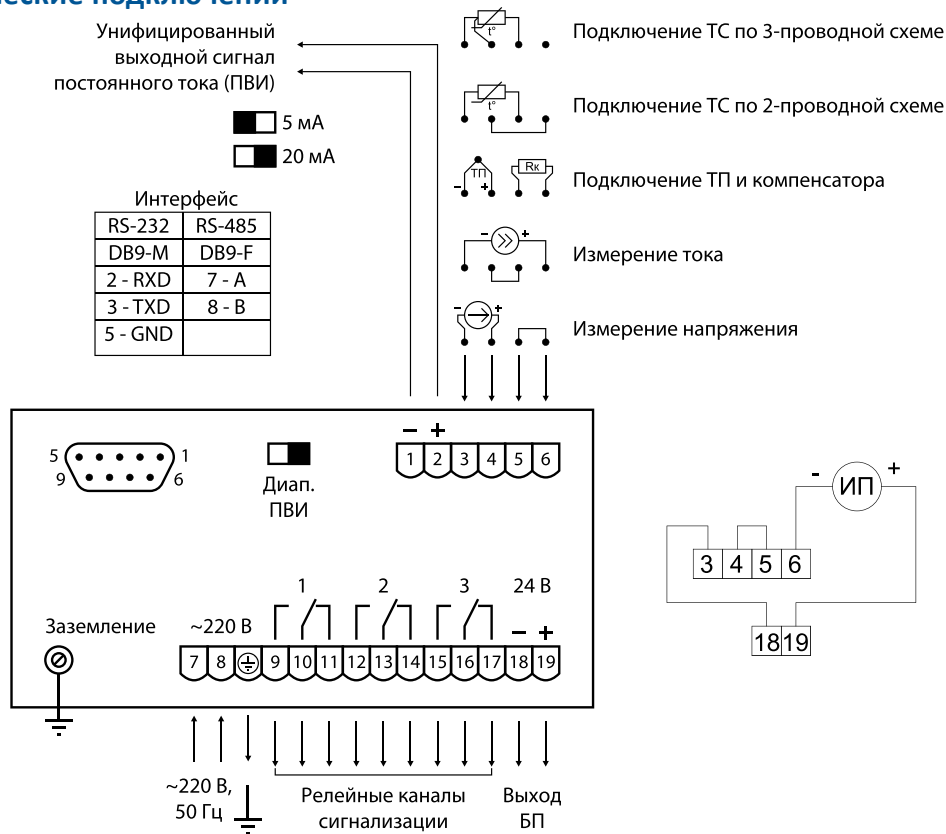 Унифицированный
выходной сигнал
постоянного тока (ПВИ)
5 мА
20 мА
Интерфейс
RS-232 RS-485
DB9-M DB9-F
2 - RXD 7 - A
3 - TXD 8 - B
5 - GND
t° Подключение ТС по 3-проводной схеме
t° Подключение ТС по 2-проводной схеме
- ТП + Rк Подключение ТП и компенсатора
- + Измерение тока
- + Измерение напряжения
– +
1 2 3 4 5 6
5 1
9 6
Диап.
ПВИ
1 2 3 24 В
Заземление ~220 В – +
7 8 9 10 11 12 13 14 15 16 17 18 19
~220 В,
50 Гц
Релейные каналы
сигнализации
Выход
БП
- ИП +
3 4 5 6
18 19